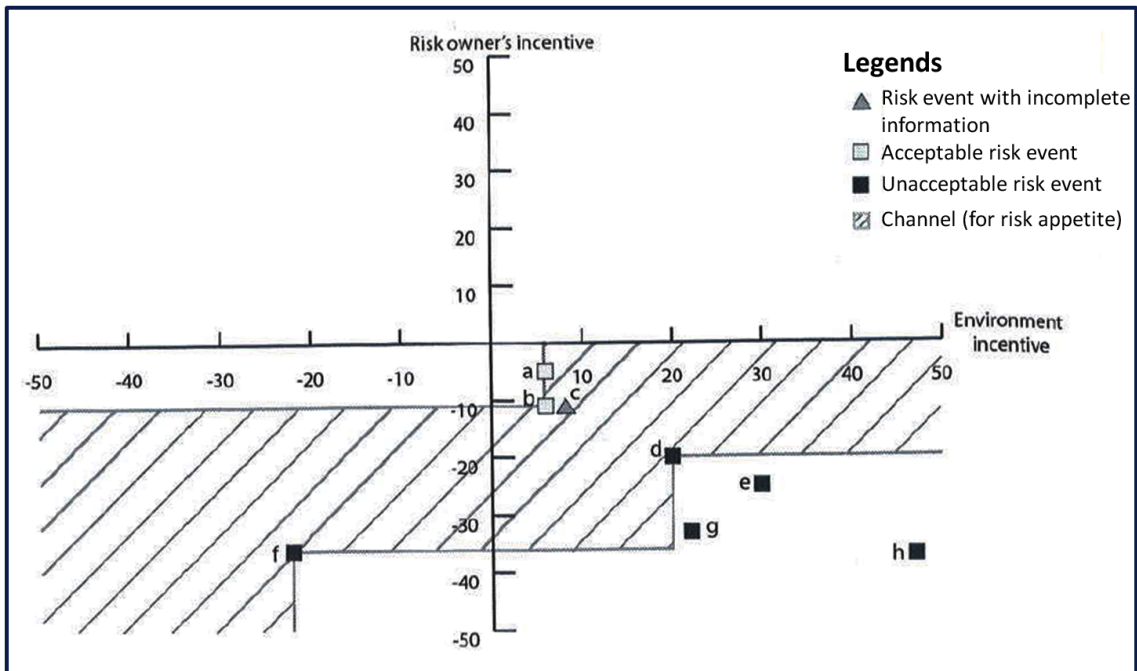 Risk owner's incentive
50
40
30
20
10
Legends
Risk event with incomplete
information
Acceptable risk event
Unacceptable risk event
Channel (for risk appetite)
Environment
incentive
-50
-40
-30
-20
-10
10
20
30
40
50
a
b
c
-10
d
-20
e
-30
g
f
h
-40
-50